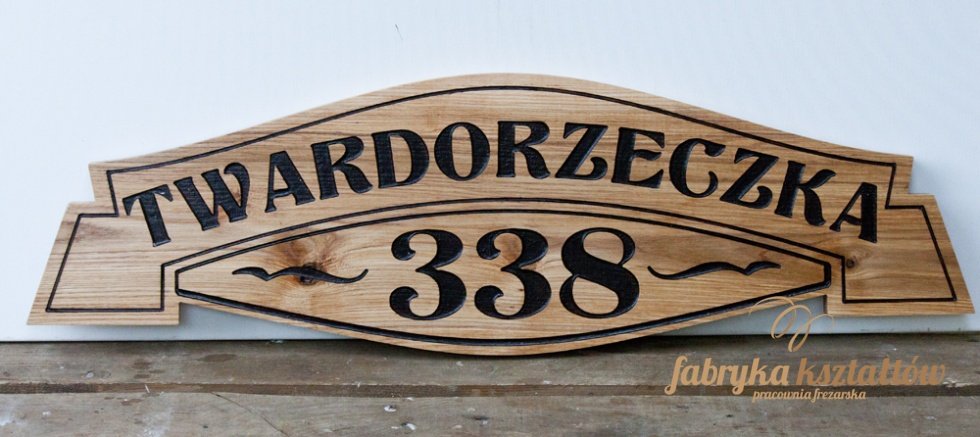 TWARDORZECZKA
338
fabryka kształtów
pracownia frezarska